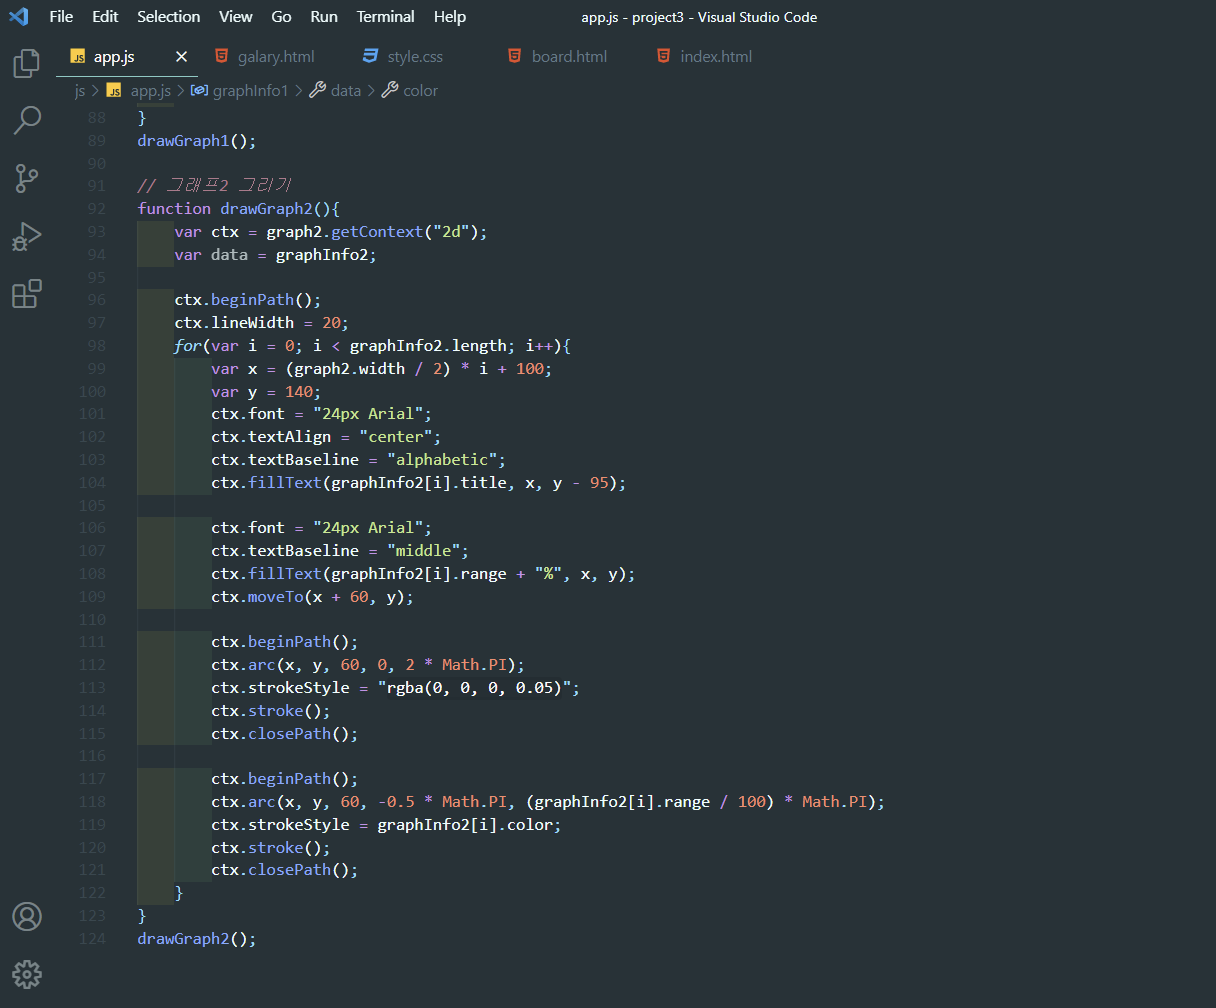 File Edit Selection View Go Run Terminal Help app.js - project3 - Visual Studio Code
JS app.js galary.html style.css board.html index.html
js > JS app.js > graphInfo1 > data > color
88 }
89 drawGraph1();
90
91 // 그래프2 그리기
92 function drawGraph2(){
93 var ctx = graph2.getContext("2d");
94 var data = graphInfo2;
95
96 ctx.beginPath();
97 ctx.lineWidth = 20;
98 for(var i = 0; i < graphInfo2.length; i++){
99 var x = (graph2.width / 2) * i + 100;
100 var y = 140;
101 ctx.font = "24px Arial";
102 ctx.textAlign = "center";
103 ctx.textBaseline = "alphabetic";
104 ctx.fillText(graphInfo2[i].title, x, y - 95);
105
106 ctx.font = "24px Arial";
107 ctx.textBaseline = "middle";
108 ctx.fillText(graphInfo2[i].range + "%", x, y);
109 ctx.moveTo(x + 60, y);
110
111 ctx.beginPath();
112 ctx.arc(x, y, 60, 0, 2 * Math.PI);
113 ctx.strokeStyle = "rgba(0, 0, 0, 0.05)";
114 ctx.stroke();
115 ctx.closePath();
116
117 ctx.beginPath();
118 ctx.arc(x, y, 60, -0.5 * Math.PI, (graphInfo2[i].range / 100) * Math.PI);
119 ctx.strokeStyle = graphInfo2[i].color;
120 ctx.stroke();
121 ctx.closePath();
122 }
123 }
124 drawGraph2();